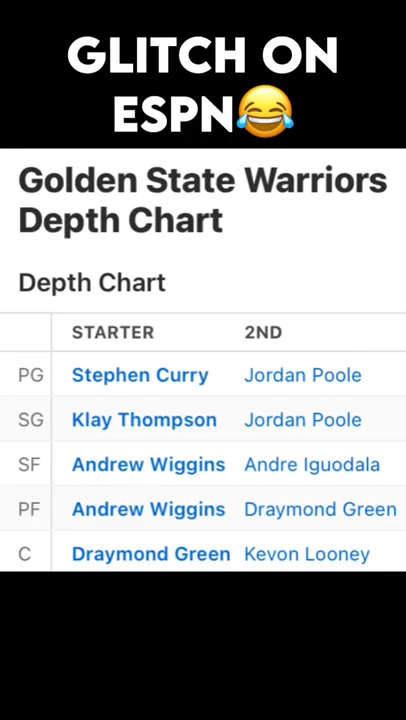 GLITCH ON
ESPN😂
Golden State Warriors
Depth Chart
Depth Chart
STARTER 2ND
PG Stephen Curry Jordan Poole
SG Klay Thompson Jordan Poole
SF Andrew Wiggins Andre Iguodala
PF Andrew Wiggins Draymond Green
C Draymond Green Kevon Looney